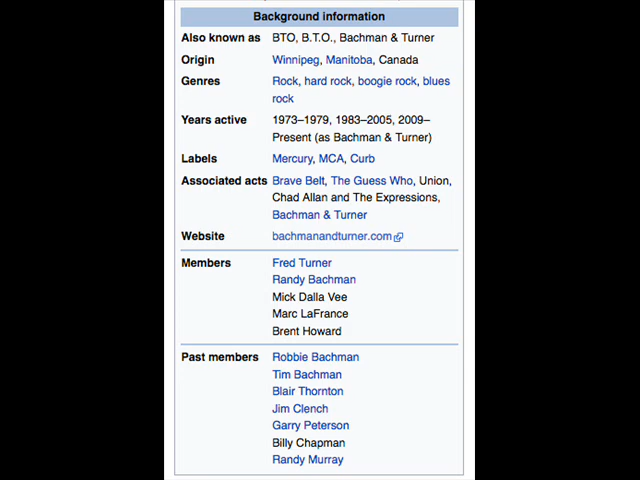 Background information
Also known as BTO, B.T.O., Bachman & Turner
Origin Winnipeg, Manitoba, Canada
Genres Rock, hard rock, boogie rock, blues
rock
Years active 1973–1979, 1983–2005, 2009–
Present (as Bachman & Turner)
Labels Mercury, MCA, Curb
Associated acts Brave Belt, The Guess Who, Union,
Chad Allan and The Expressions,
Bachman & Turner
Website bachmanandturner.com
Members Fred Turner
Randy Bachman
Mick Dalla Vee
Marc LaFrance
Brent Howard
Past members Robbie Bachman
Tim Bachman
Blair Thornton
Jim Clench
Garry Peterson
Billy Chapman
Randy Murray